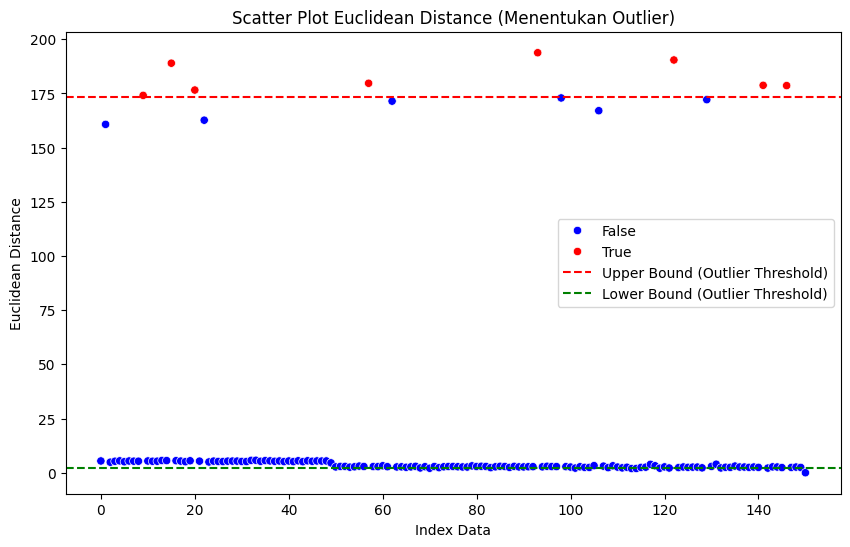 Scatter Plot Euclidean Distance (Menentukan Outlier)
200
175
150
125
100
75
50
25
0
Euclidean Distance
False
True
Upper Bound (Outlier Threshold)
Lower Bound (Outlier Threshold)
0 20 40 60 80 100 120 140
Index Data